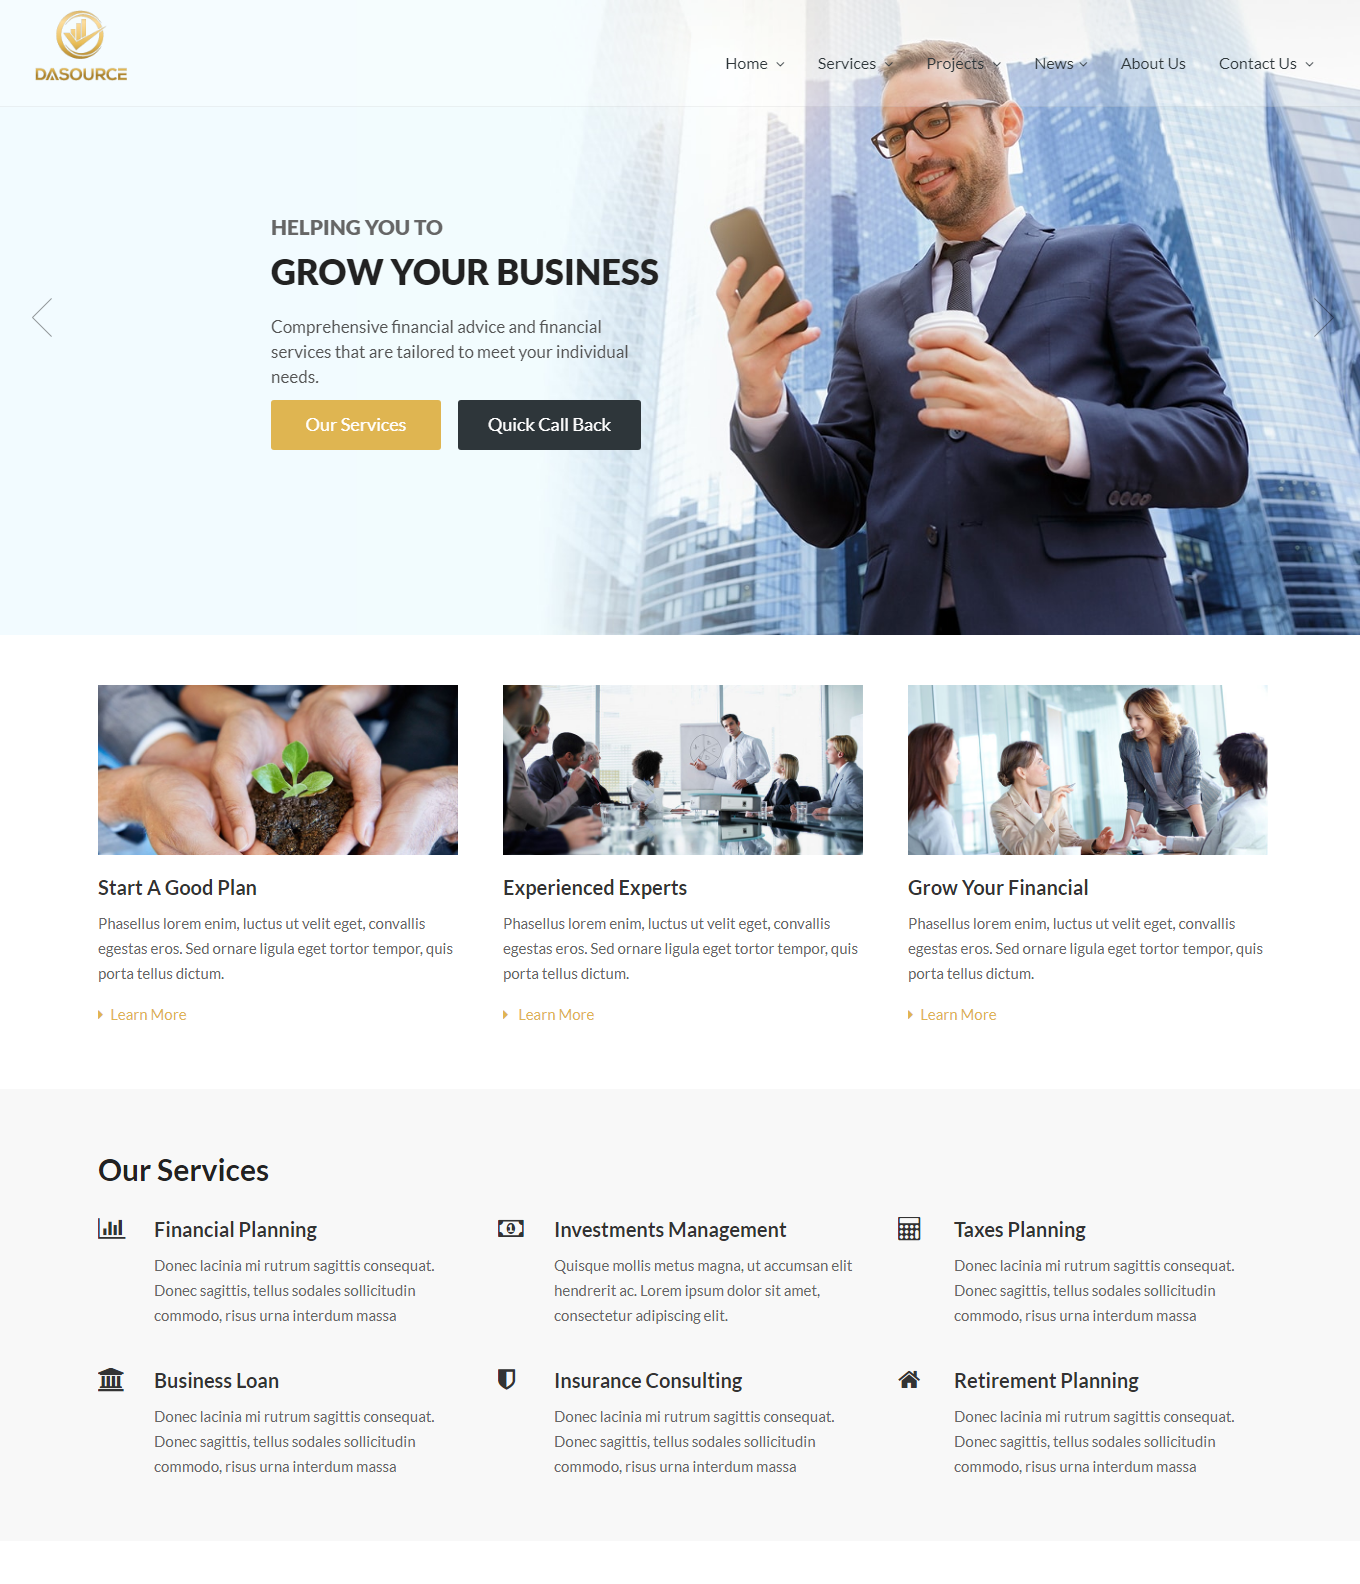 DASOURCE
Home
Services
Projects
News
About Us
Contact Us
HELPING YOU TO
GROW YOUR BUSINESS
Comprehensive financial advice and financial
services that are tailored to meet your individual
needs.
Our Services
Quick Call Back
Start A Good Plan
Phasellus lorem enim, luctus ut velit eget, convallis
egestas eros. Sed ornare ligula eget tortor tempor, quis
porta tellus dictum.
Learn More
Experienced Experts
Phasellus lorem enim, luctus ut velit eget, convallis
egestas eros. Sed ornare ligula eget tortor tempor, quis
porta tellus dictum.
Learn More
Grow Your Financial
Phasellus lorem enim, luctus ut velit eget, convallis
egestas eros. Sed ornare ligula eget tortor tempor, quis
porta tellus dictum.
Learn More
Our Services
Financial Planning
Donec lacinia mi rutrum sagittis consequat.
Donec sagittis, tellus sodales sollicitudin
commodo, risus urna interdum massa
Investments Management
Quisque mollis metus magna, ut accumsan elit
hendrerit ac. Lorem ipsum dolor sit amet,
consectetur adipiscing elit.
Taxes Planning
Donec lacinia mi rutrum sagittis consequat.
Donec sagittis, tellus sodales sollicitudin
commodo, risus urna interdum massa
Business Loan
Donec lacinia mi rutrum sagittis consequat.
Donec sagittis, tellus sodales sollicitudin
commodo, risus urna interdum massa
Insurance Consulting
Donec lacinia mi rutrum sagittis consequat.
Donec sagittis, tellus sodales sollicitudin
commodo, risus urna interdum massa
Retirement Planning
Donec lacinia mi rutrum sagittis consequat.
Donec sagittis, tellus sodales sollicitudin
commodo, risus urna interdum massa